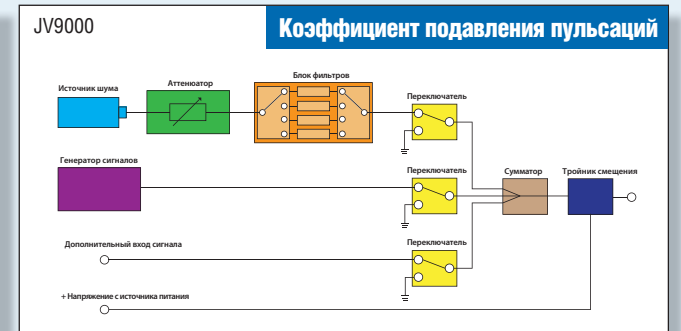 JV9000
Коэффициент подавления пульсаций
Блок фильтров
Источник шума
Аттенюатор
Переключатель
Генератор сигналов
Переключатель
Сумматор
Тройник смещения
Дополнительный вход сигнала
Переключатель
+ Напряжение с источника питания